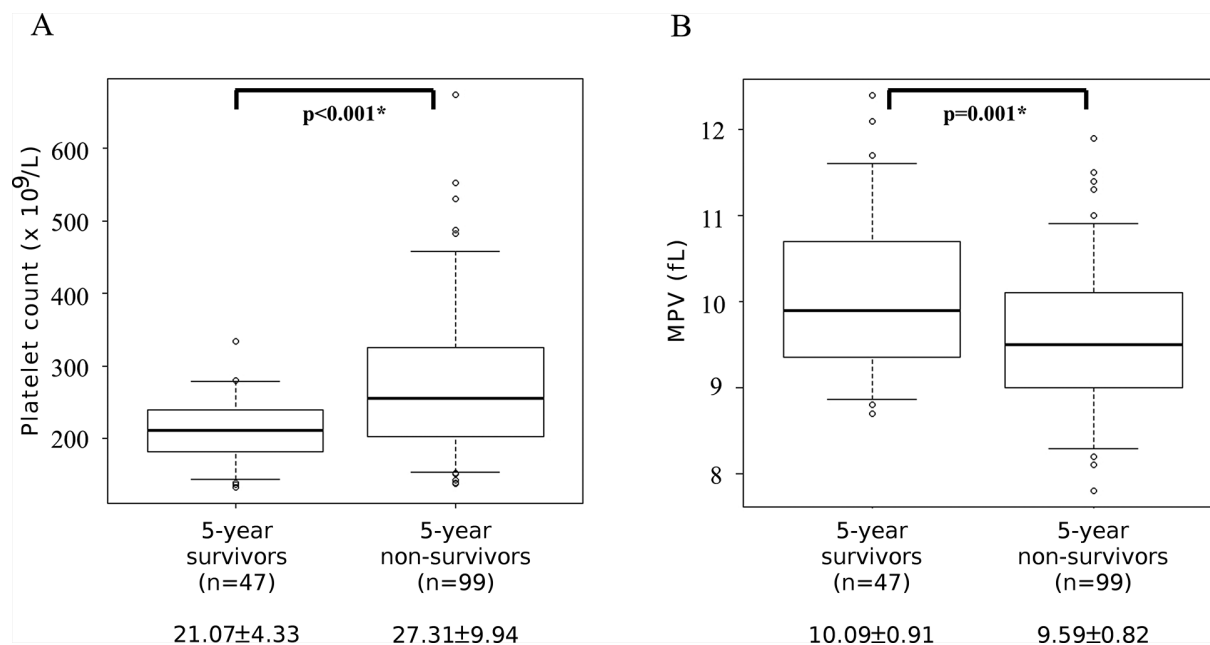 A
p<0.001*
600
500
400
300
200
Platelet count (x 10⁹/L)
5-year
survivors
(n=47)
5-year
non-survivors
(n=99)
21.07±4.33
27.31±9.94
B
p=0.001*
12
11
10
9
8
MPV (fL)
5-year
survivors
(n=47)
5-year
non-survivors
(n=99)
10.09±0.91
9.59±0.82